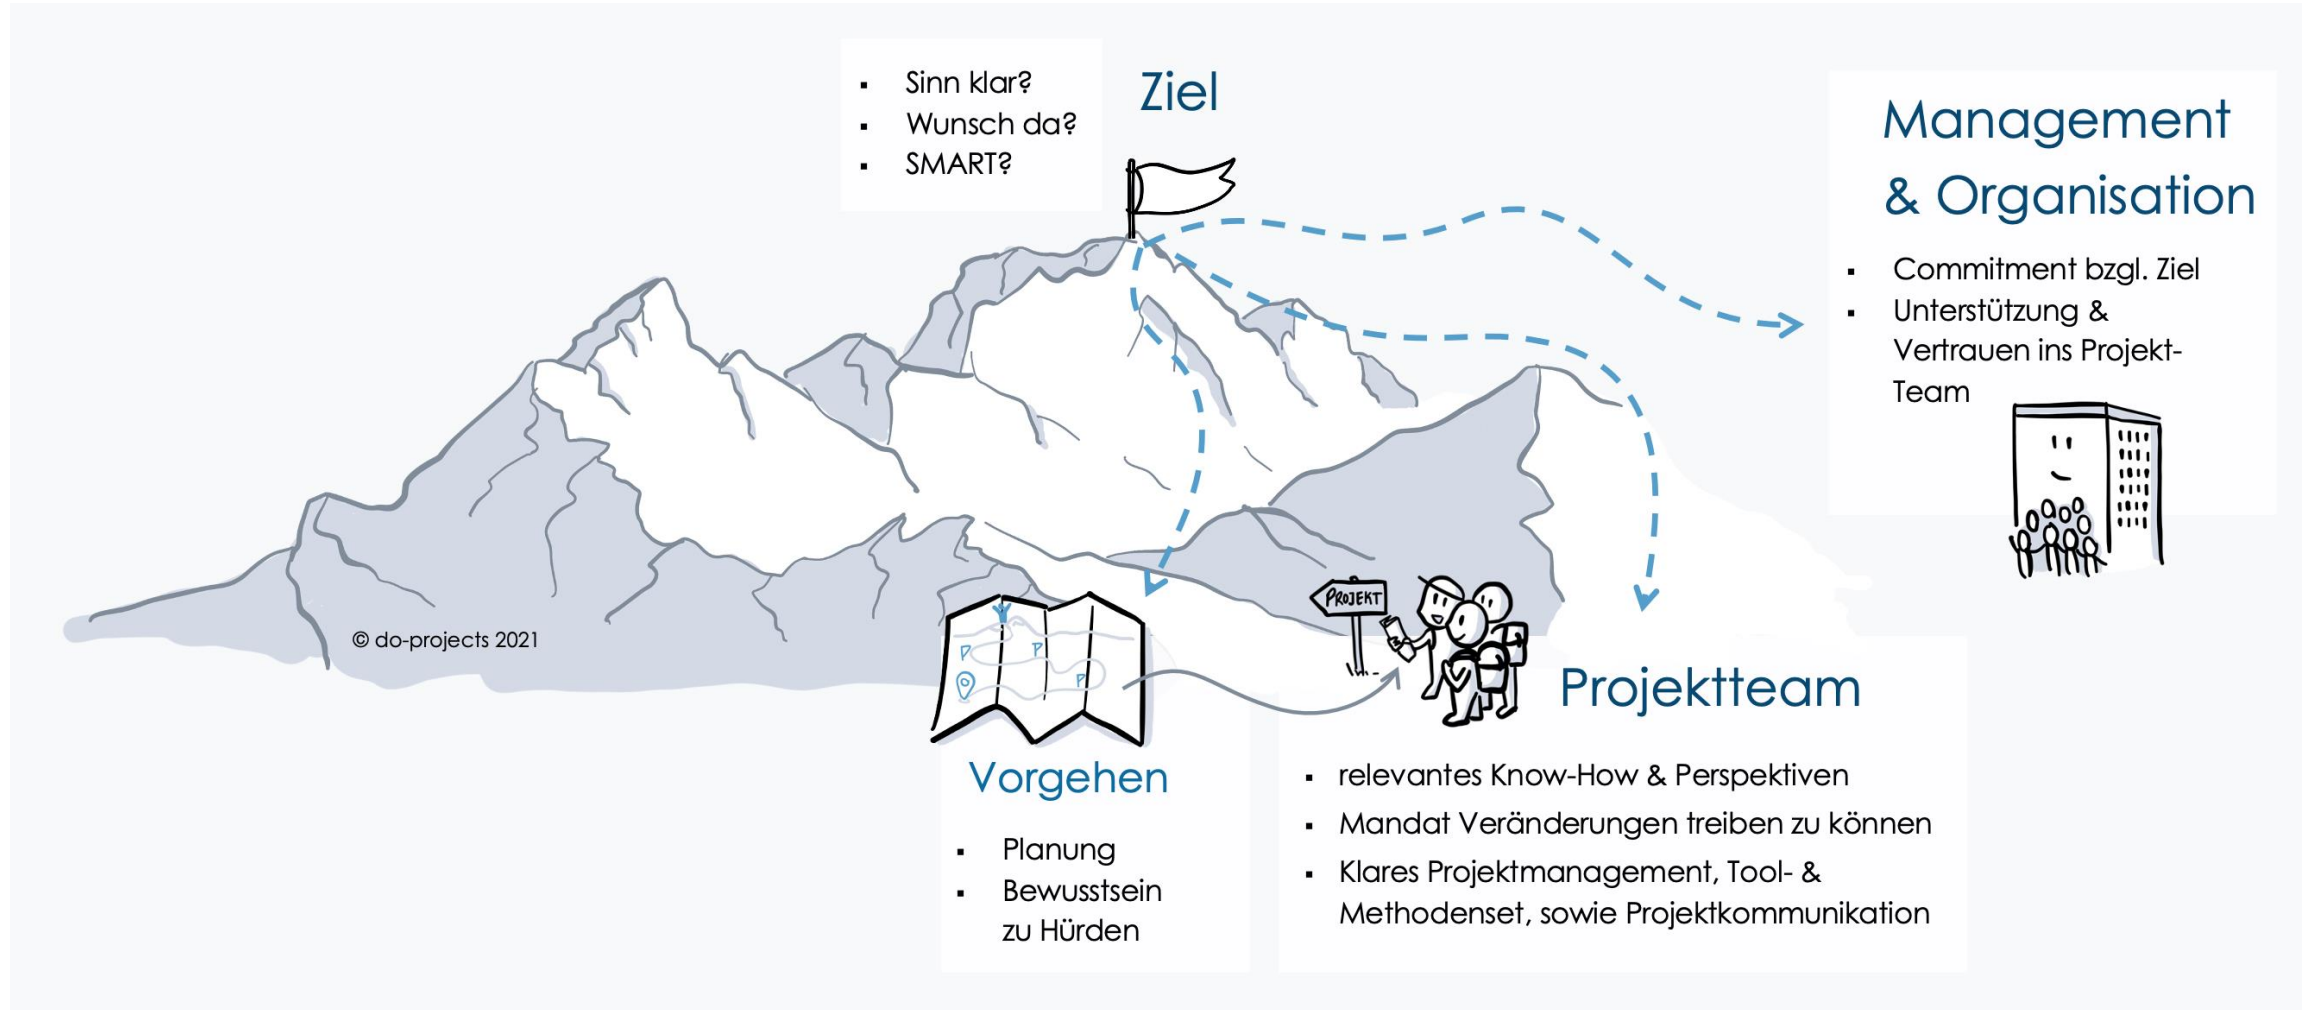 Sinn klar?
Wunsch da?
SMART?
Ziel
Management
& Organisation
Commitment bzgl. Ziel
Unterstützung &
Vertrauen ins Projekt-
Team
© do-projects 2021
PROJEKT
Projektteam
relevantes Know-How & Perspektiven
Mandat Veränderungen treiben zu können
Klares Projektmanagement, Tool- &
Methodenset, sowie Projektkommunikation
Vorgehen
Planung
Bewusstsein
zu Hürden